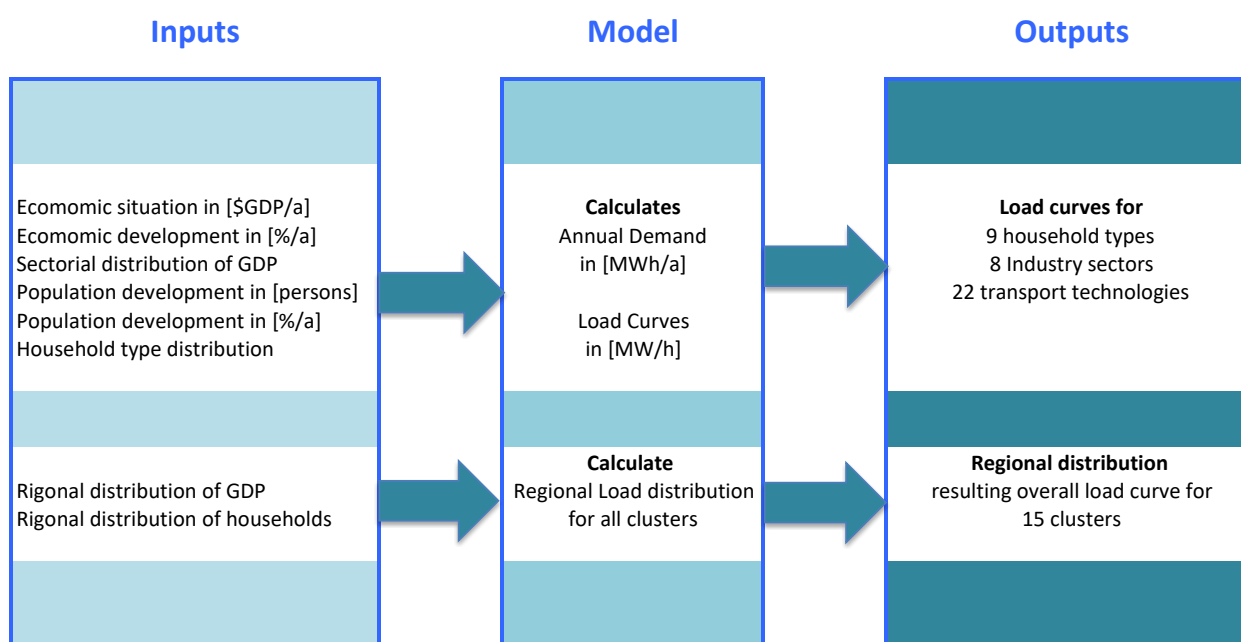 Inputs
Model
Outputs
Ecomomic situation in [$GDP/a]
Ecomomic development in [%/a]
Sectorial distribution of GDP
Population development in [persons]
Population development in [%/a]
Household type distribution
Calculates
Annual Demand
in [MWh/a]
Load Curves
in [MW/h]
Load curves for
9 household types
8 Industry sectors
22 transport technologies
Rigonal distribution of GDP
Rigonal distribution of households
Calculate
Regional Load distribution
for all clusters
Regional distribution
resulting overall load curve for
15 clusters